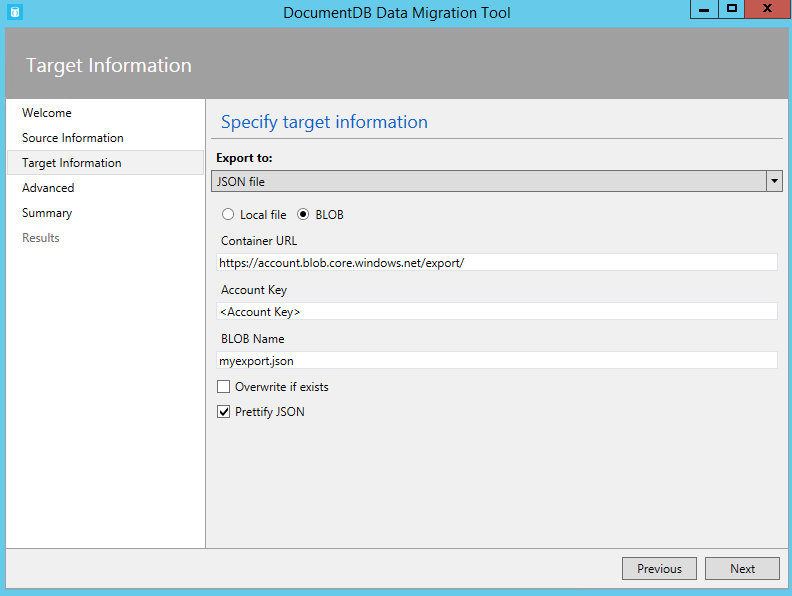 DocumentDB Data Migration Tool
Target Information
Welcome
Source Information
Target Information
Advanced
Summary
Results
Specify target information
Export to:
JSON file
Local file BLOB
Container URL
https://account.blob.core.windows.net/export/
Account Key
<Account Key>
BLOB Name
myexport.json
Overwrite if exists
Prettify JSON
Previous Next